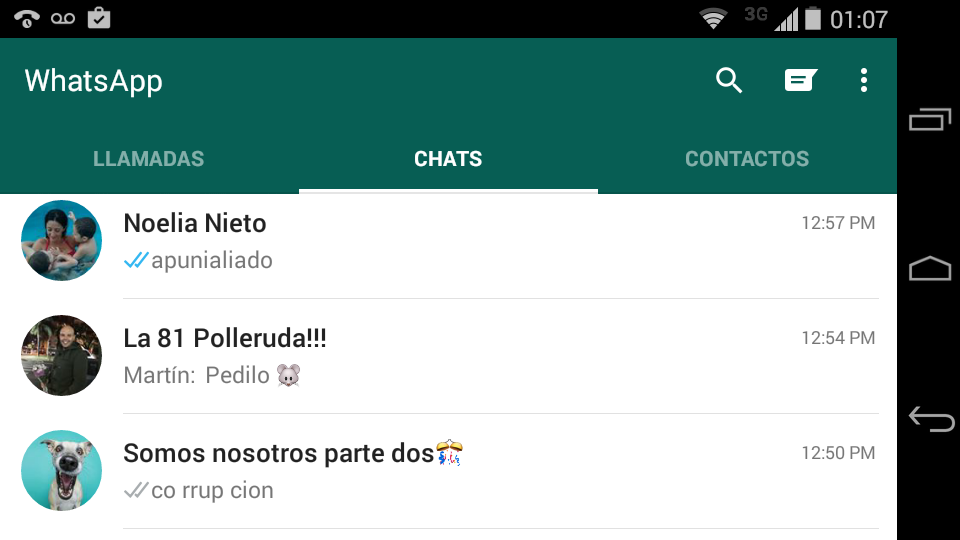 3G 01:07
WhatsApp
LLAMADAS CHATS CONTACTOS
Noelia Nieto 12:57 PM
apunialiado
La 81 Polleruda!!! 12:54 PM
Martín: Pedilo 🐭
Somos nosotros parte dos🎊 12:50 PM
co rrup cion